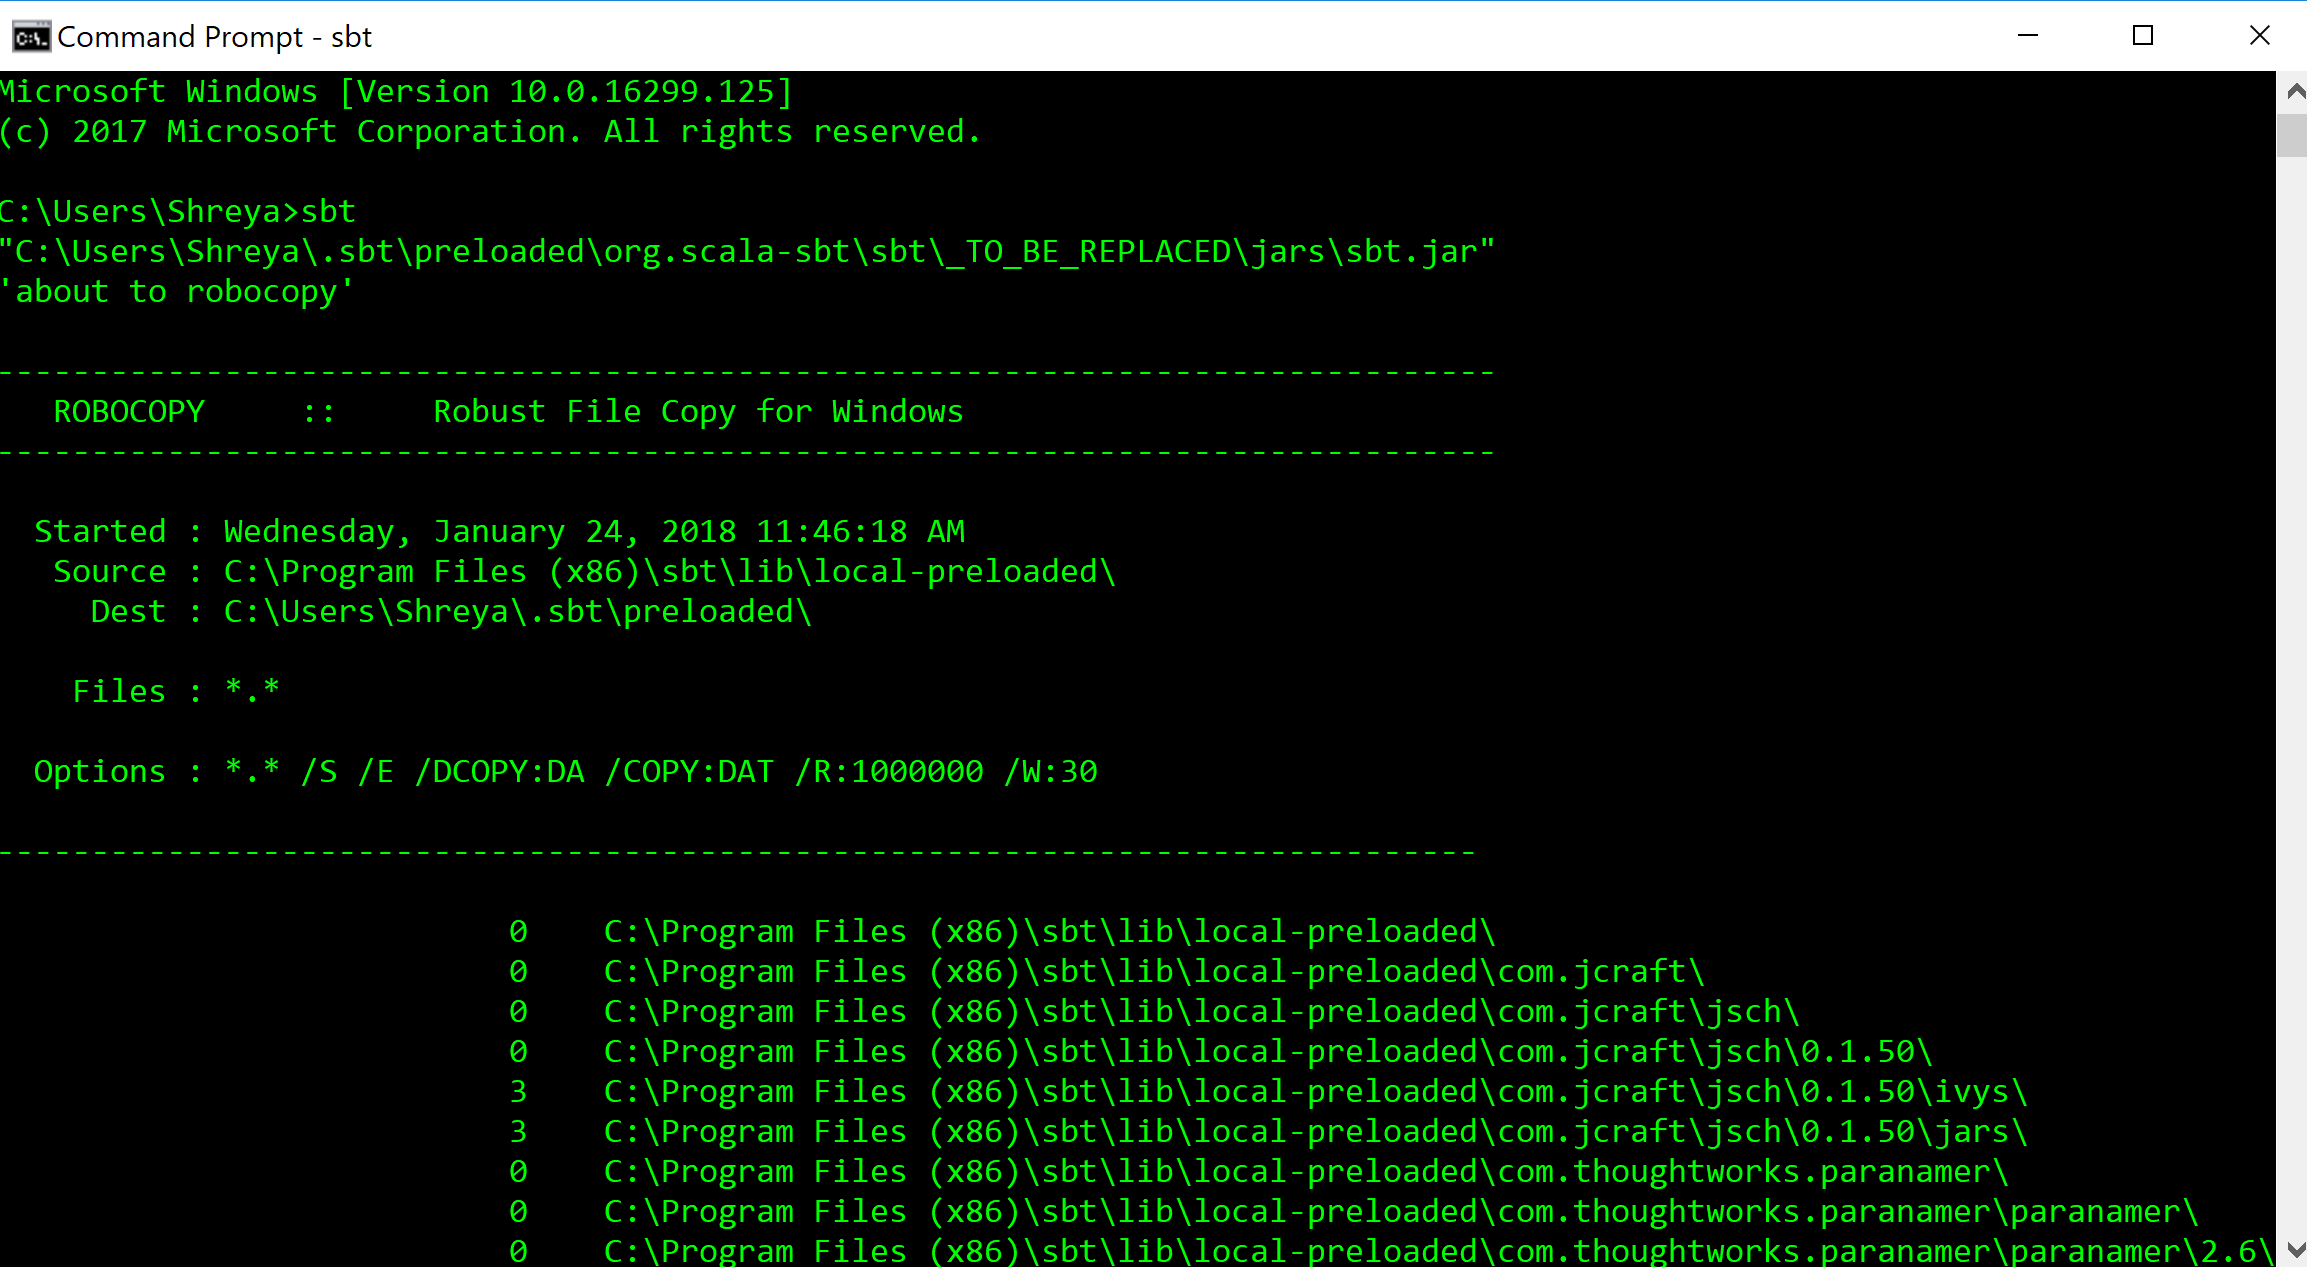 Command Prompt - sbt
Microsoft Windows [Version 10.0.16299.125]
(c) 2017 Microsoft Corporation. All rights reserved.
C:\Users\Shreya>sbt
"C:\Users\Shreya\.sbt\preloaded\org.scala-sbt\sbt\_TO_BE_REPLACED\jars\sbt.jar"
'about to robocopy'
-------------------------------------------------------------------------------
   ROBOCOPY     ::     Robust File Copy for Windows
-------------------------------------------------------------------------------
  Started : Wednesday, January 24, 2018 11:46:18 AM
   Source : C:\Program Files (x86)\sbt\lib\local-preloaded\
     Dest : C:\Users\Shreya\.sbt\preloaded\
    Files : *.*
  Options : *.* /S /E /DCOPY:DA /COPY:DAT /R:1000000 /W:30
------------------------------------------------------------------------------
                           0    C:\Program Files (x86)\sbt\lib\local-preloaded\
                           0    C:\Program Files (x86)\sbt\lib\local-preloaded\com.jcraft\
                           0    C:\Program Files (x86)\sbt\lib\local-preloaded\com.jcraft\jsch\
                           0    C:\Program Files (x86)\sbt\lib\local-preloaded\com.jcraft\jsch\0.1.50\
                           3    C:\Program Files (x86)\sbt\lib\local-preloaded\com.jcraft\jsch\0.1.50\ivys\
                           3    C:\Program Files (x86)\sbt\lib\local-preloaded\com.jcraft\jsch\0.1.50\jars\
                           0    C:\Program Files (x86)\sbt\lib\local-preloaded\com.thoughtworks.paranamer\
                           0    C:\Program Files (x86)\sbt\lib\local-preloaded\com.thoughtworks.paranamer\paranamer\
                           0    C:\Program Files (x86)\sbt\lib\local-preloaded\com.thoughtworks.paranamer\paranamer\2.6\